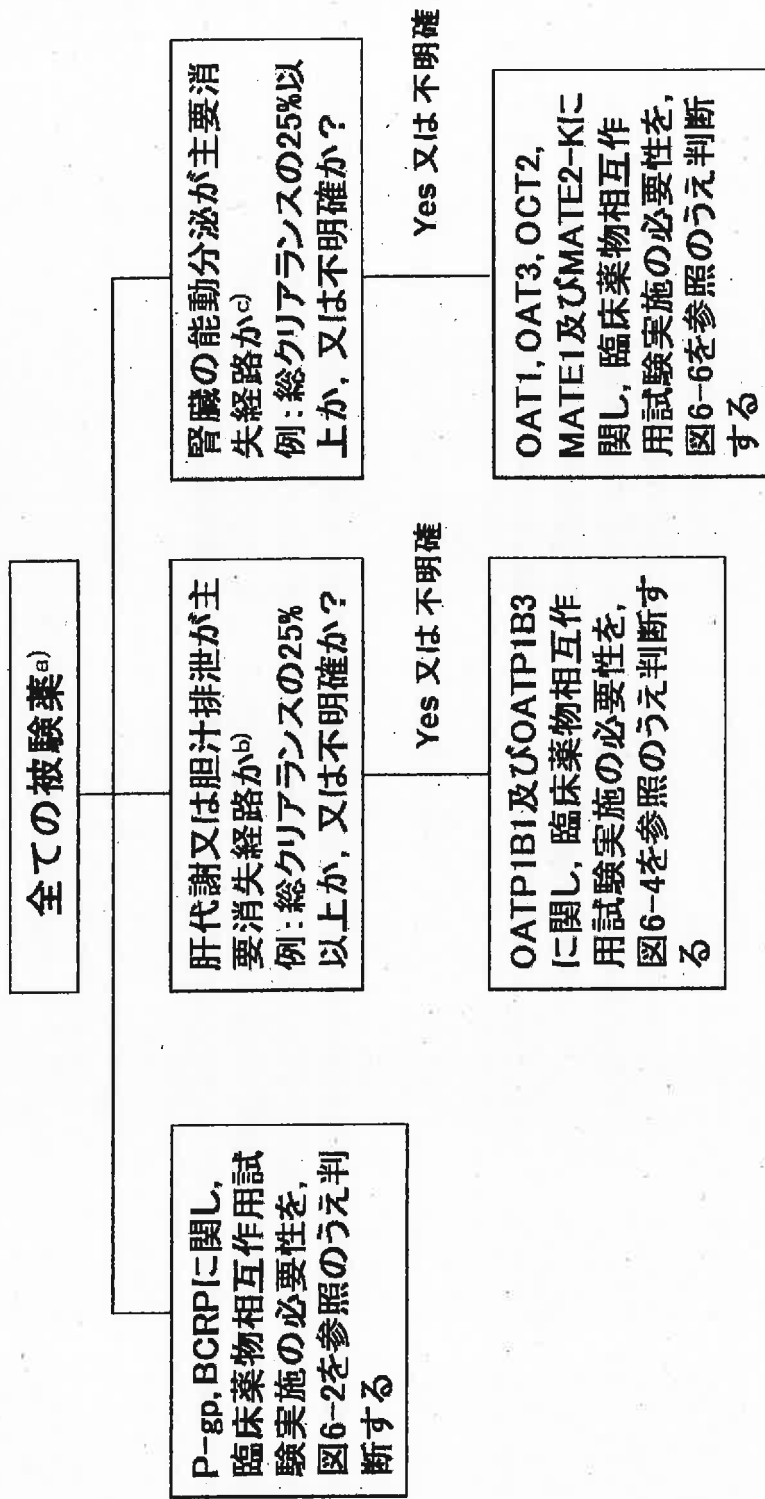 全ての被験薬a)
P-gp, BCRPに関し,
臨床薬物相互作用試
験実施の必要性を,
図6-2を参照のうえ判
断する
肝代謝又は胆汁排泄が主
要消失経路かb)
例：総クリアランスの25%
以上か, 又は不明確か？
Yes 又は 不明確
OATP1B1及びOATP1B3
に関し, 臨床薬物相互作
用試験実施の必要性を,
図6-4を参照のうえ判断す
る
腎臓の能動分泌が主要消
失経路かc)
例：総クリアランスの25%以
上か, 又は不明確か？
Yes 又は 不明確
OAT1, OAT3, OCT2,
MATE1及びMATE2-Kに
関し, 臨床薬物相互作
用試験実施の必要性を,
図6-6を参照のうえ判断
する